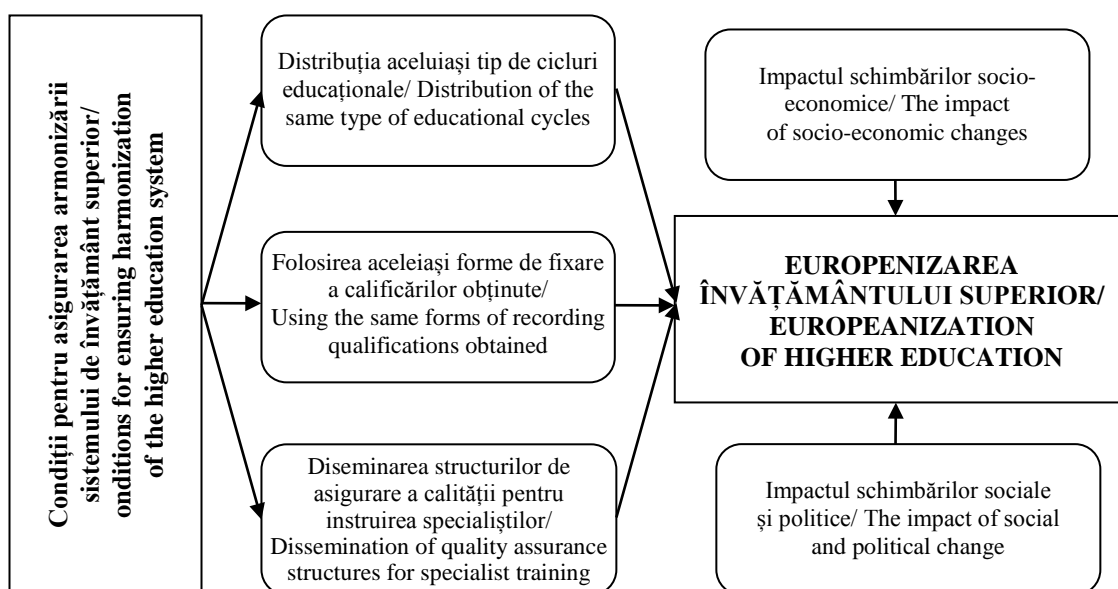 Condiții pentru asigurarea armonizării
sistemului de învățământ superior/
onditions for ensuring harmonization
of the higher education system
Distribuția aceluiași tip de cicluri
educaționale/ Distribution of the
same type of educational cycles
Folosirea aceleiași forme de fixare
a calificărilor obținute/
Using the same forms of recording
qualifications obtained
Diseminarea structurilor de
asigurare a calității pentru
instruirea specialiștilor/
Dissemination of quality assurance
structures for specialist training
Impactul schimbărilor socio-
economice/ The impact
of socio-economic changes
EUROPENIZAREA
ÎNVĂȚĂMÂNTULUI SUPERIOR/
EUROPEANIZATION
OF HIGHER EDUCATION
Impactul schimbărilor sociale
și politice/ The impact of social
and political change